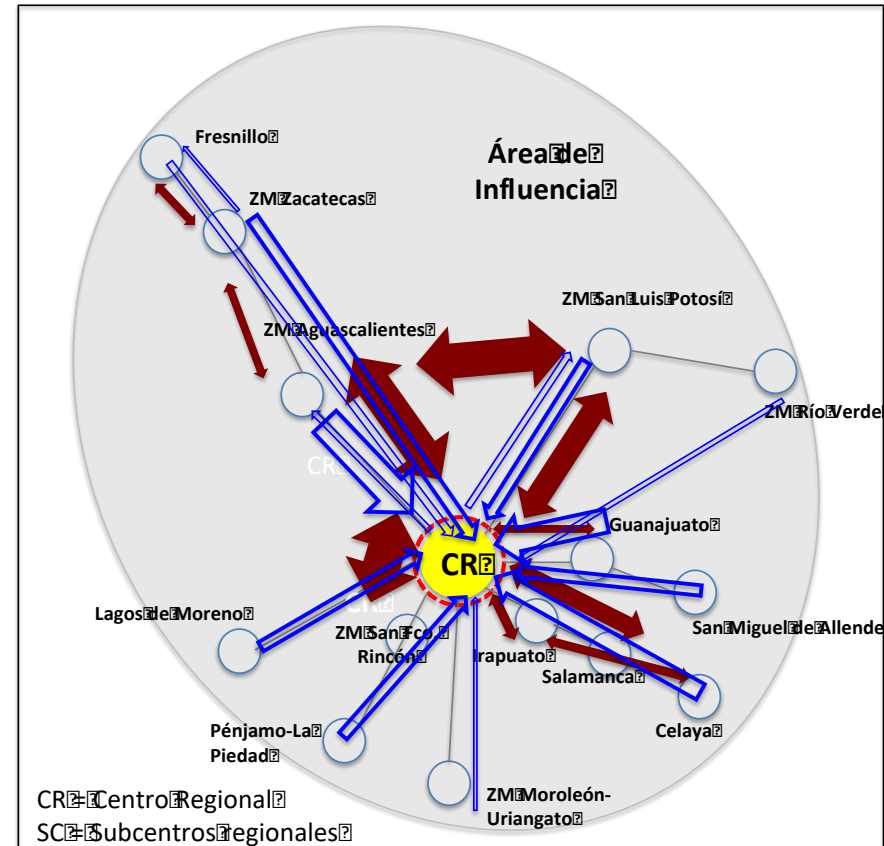 Fresnillo
Área de
Influencia
ZM Zacatecas
ZM San Luis Potosí
ZM Aguascalientes
ZM Río Verde
CR
Guanajuato
CR
CR
Lagos de Moreno
ZM San Fco.
Rincón
Irapuato
San Miguel de Allende
Salamanca
Celaya
Pénjamo-La
Piedad
ZM Moroleón-
Uriangato
CR = Centro Regional
SC = Subcentros regionales